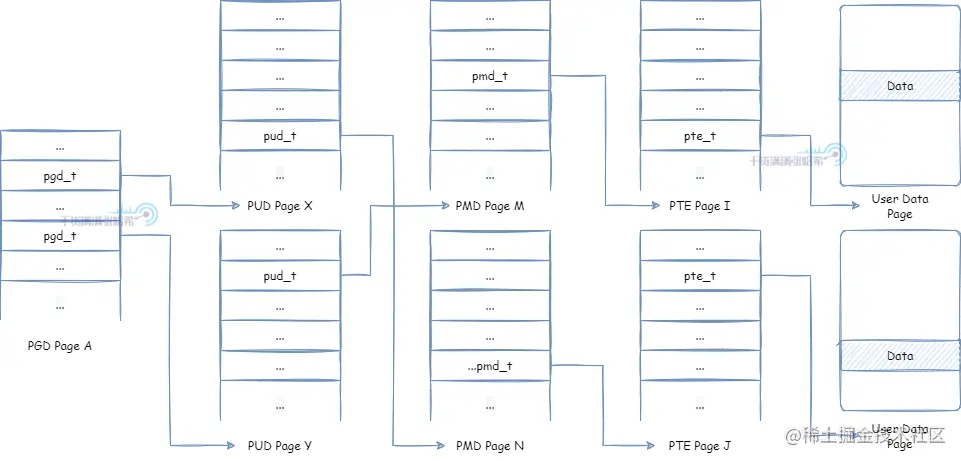 ...
pgd_t
...
pgd_t
...
...
PGD Page A
...
...
...
...
pud_t
...
PUD Page X
...
pud_t
...
...
...
...
PUD Page Y
...
...
pmd_t
...
...
...
PMD Page M
...
...
...
...
...pmd_t
...
PMD Page N
...
...
...
...
pte_t
...
PTE Page I
...
pte_t
...
...
...
...
PTE Page J
Data
User Data
Page
Data
User Data
Page
@稀土掘金技术社区